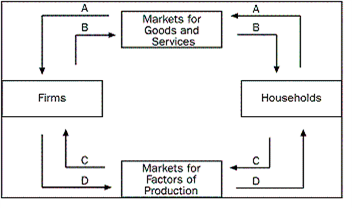 A
Markets for
Goods and
Services
A
B
B
Firms
Households
C
Markets for
Factors of
Production
C
D
D